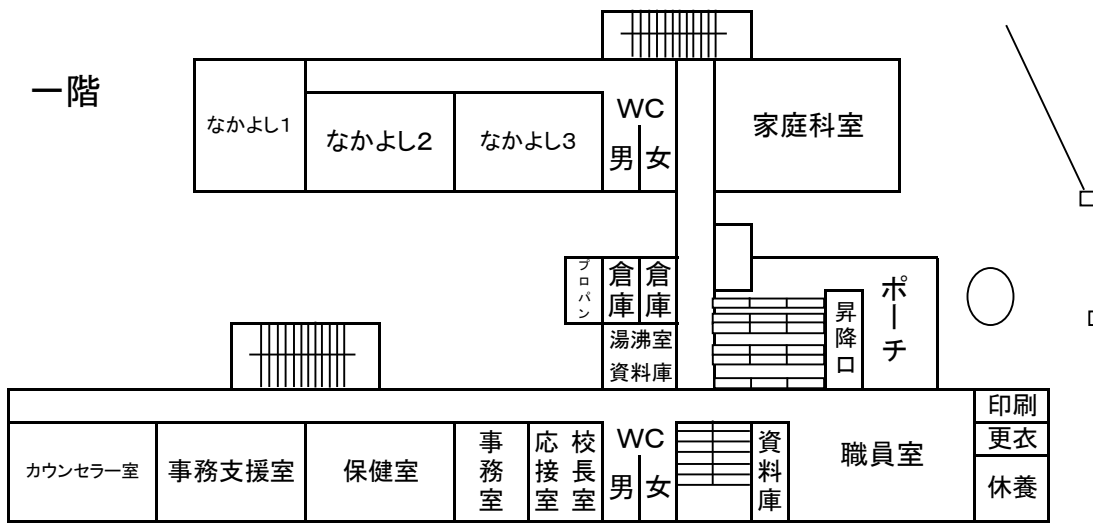 一階
なかよし1
なかよし2
なかよし3
WC
男
女
家庭科室
プロパン
倉庫
倉庫
湯沸室
資料庫
昇降口
ポーチ
カウンセラー室
事務支援室
保健室
事務室
応接室
校長室
WC
男
女
資料庫
職員室
印刷
更衣
休養